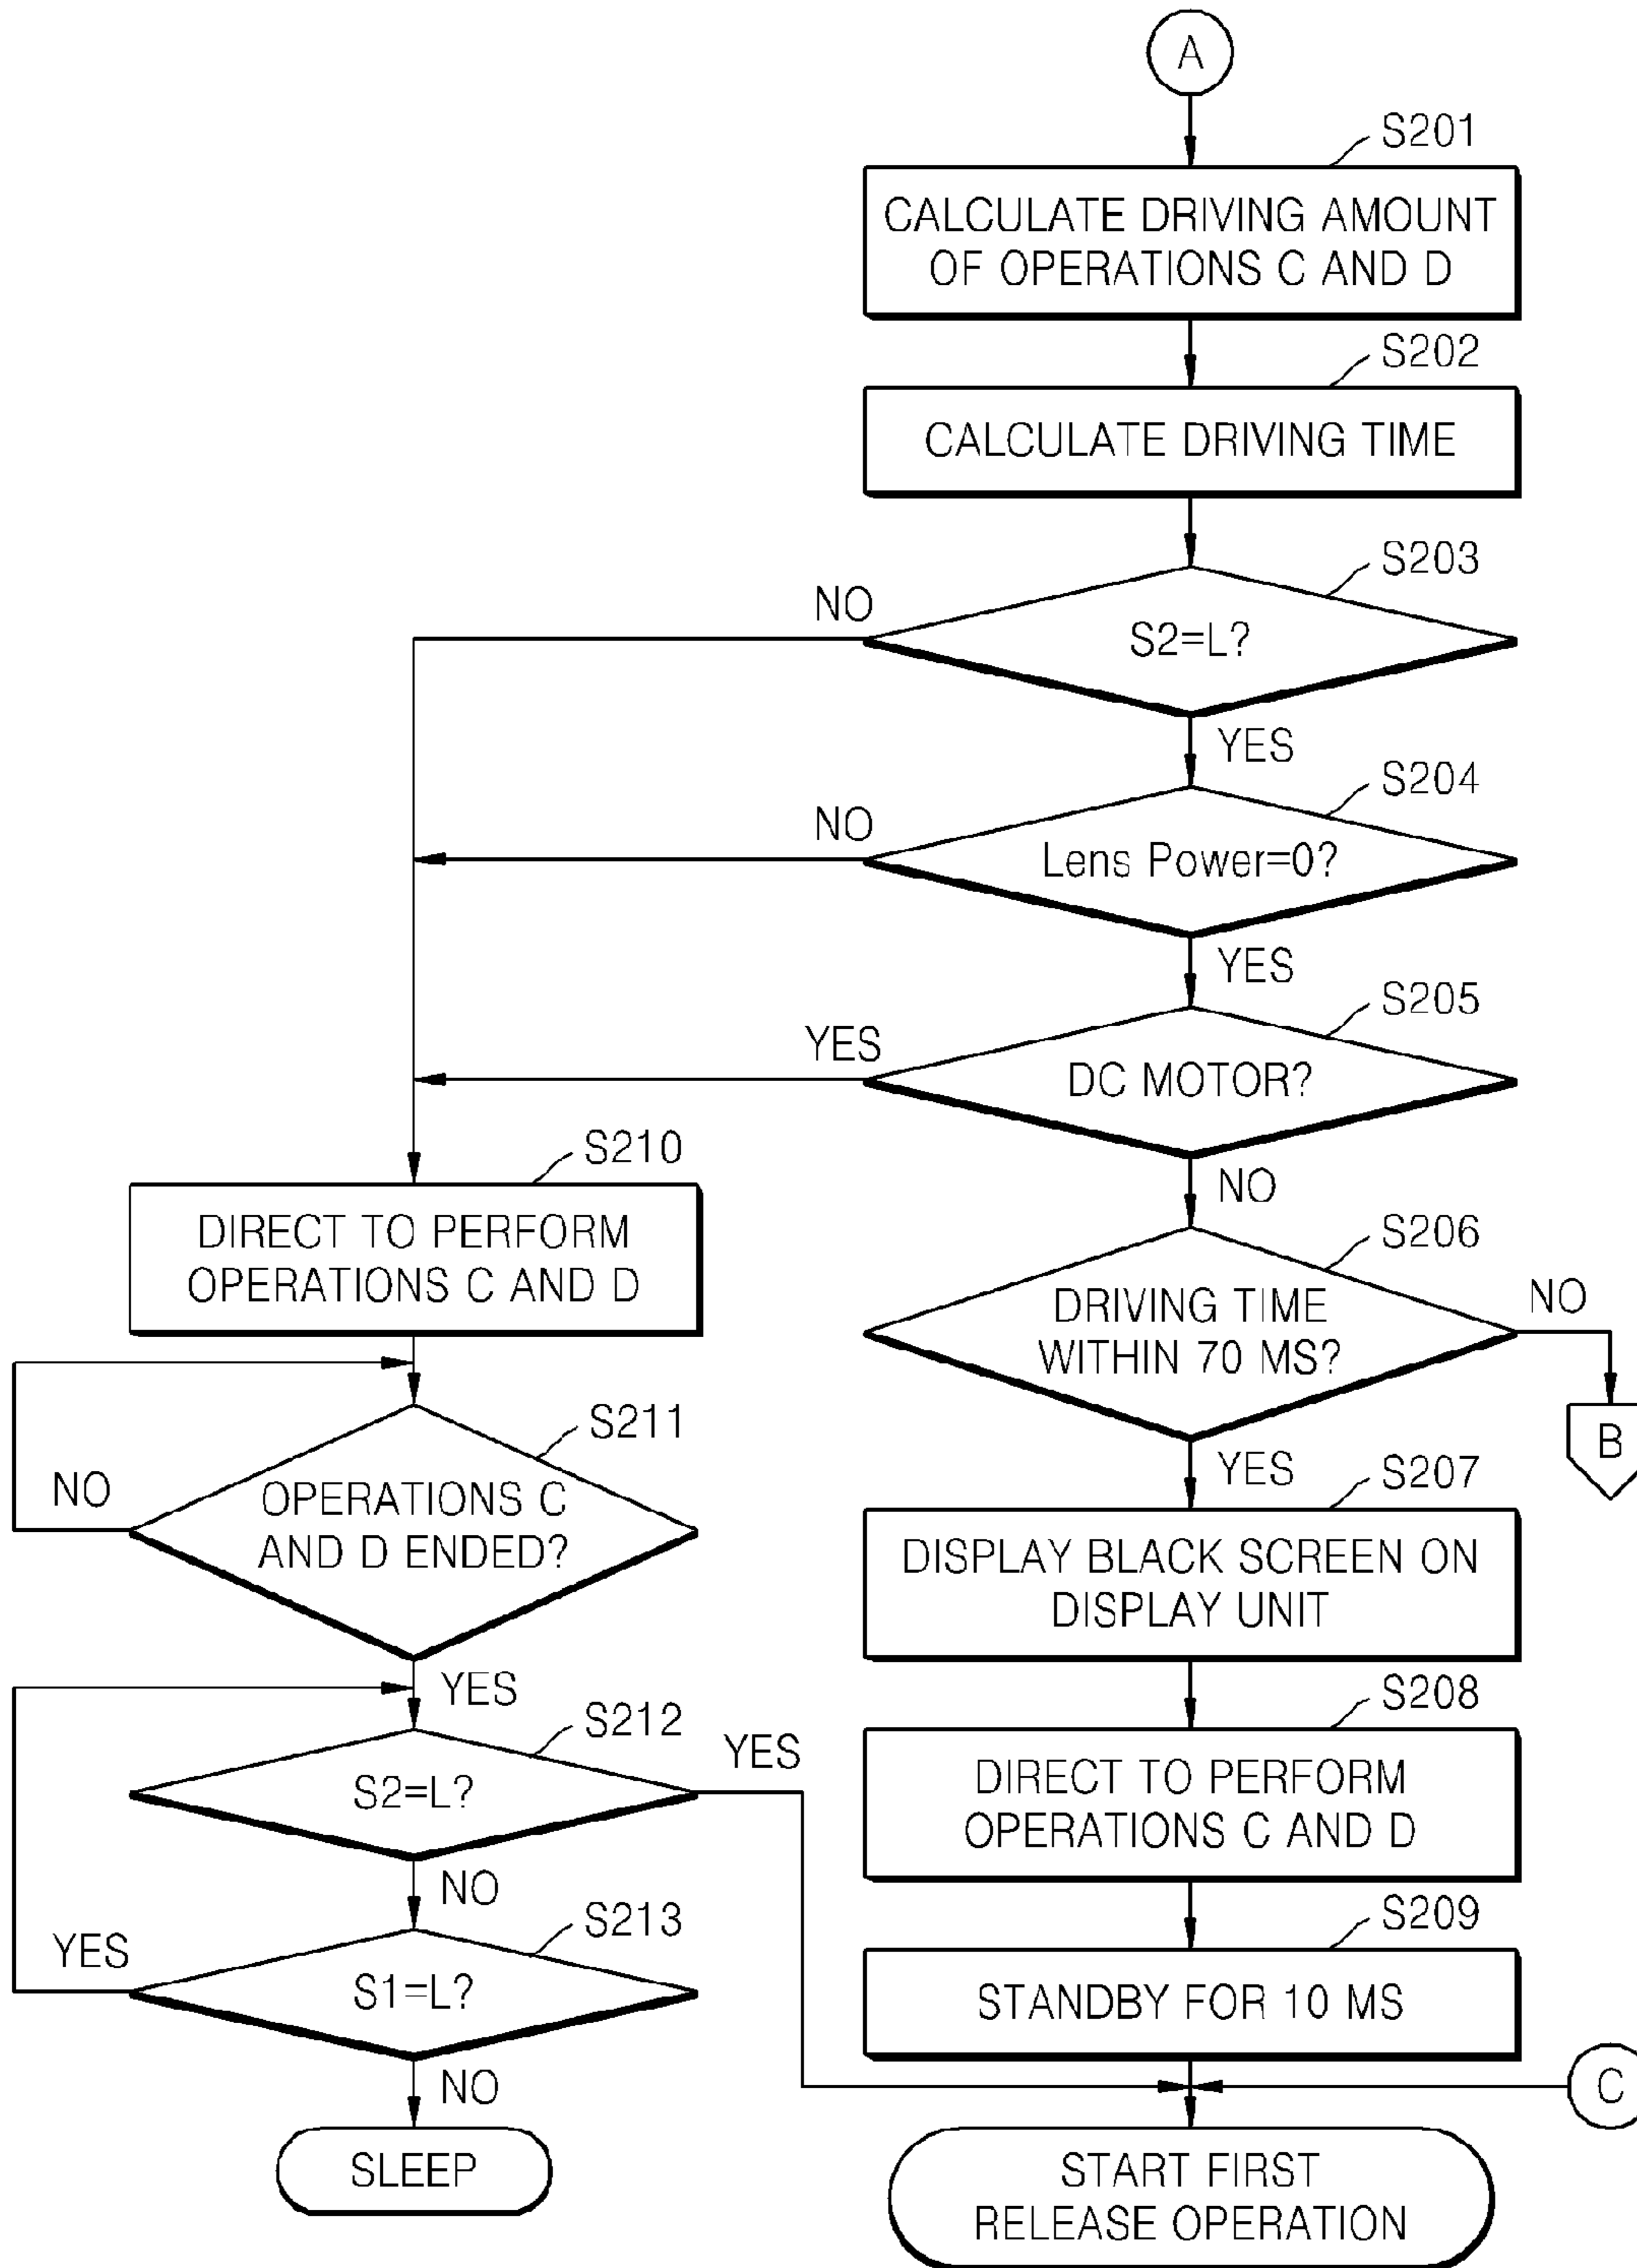 A
S201
CALCULATE DRIVING AMOUNT
OF OPERATIONS C AND D
S202
CALCULATE DRIVING TIME
S203
NO
S2=L?
YES
S204
NO
Lens Power=0?
YES
S205
YES
DC MOTOR?
NO
S206
DRIVING TIME
WITHIN 70 MS?
NO
B
YES
S207
DISPLAY BLACK SCREEN ON
DISPLAY UNIT
S208
DIRECT TO PERFORM
OPERATIONS C AND D
S209
STANDBY FOR 10 MS
C
START FIRST
RELEASE OPERATION
S210
DIRECT TO PERFORM
OPERATIONS C AND D
S211
NO
OPERATIONS C
AND D ENDED?
YES
S212
YES
S2=L?
NO
S213
YES
S1=L?
NO
SLEEP